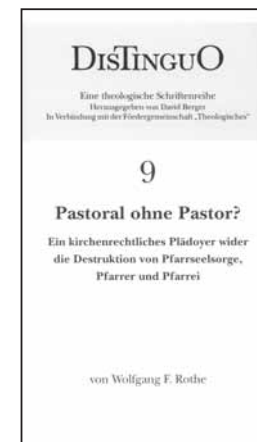 DISTINGUO
Eine theologische Schriftenreihe
Herausgegeben von David Berger
In Verbindung mit der Fördergemeinschaft „Theologisches"
9
Pastoral ohne Pastor?
Ein kirchenrechtliches Plädoyer wider
die Destruktion von Pfarrseelsorge,
Pfarrer und Pfarrei
von Wolfgang F. Rothe